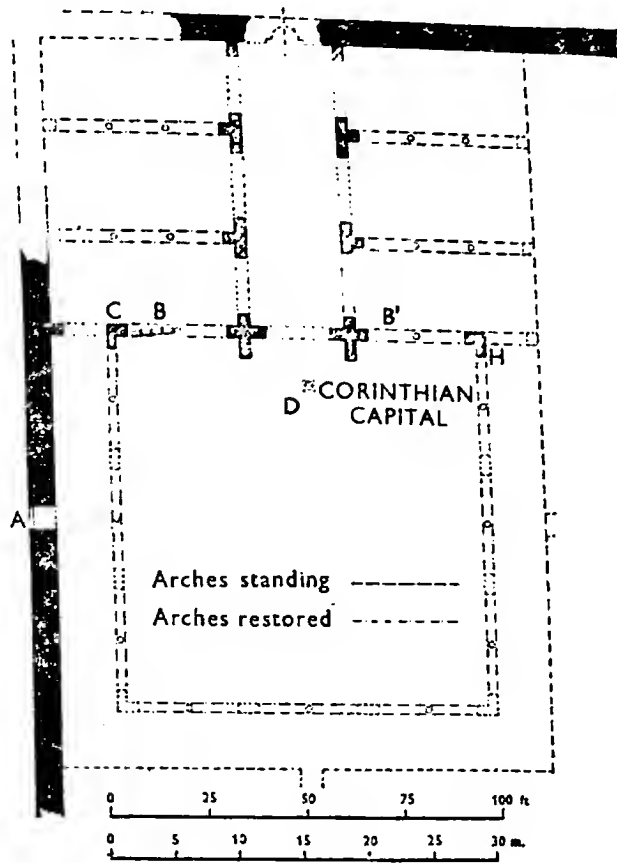 C B B'
H
D CORINTHIAN
CAPITAL
A
Arches standing
Arches restored
0 25 50 75 100 ft
0 5 10 15 20 25 30 m.